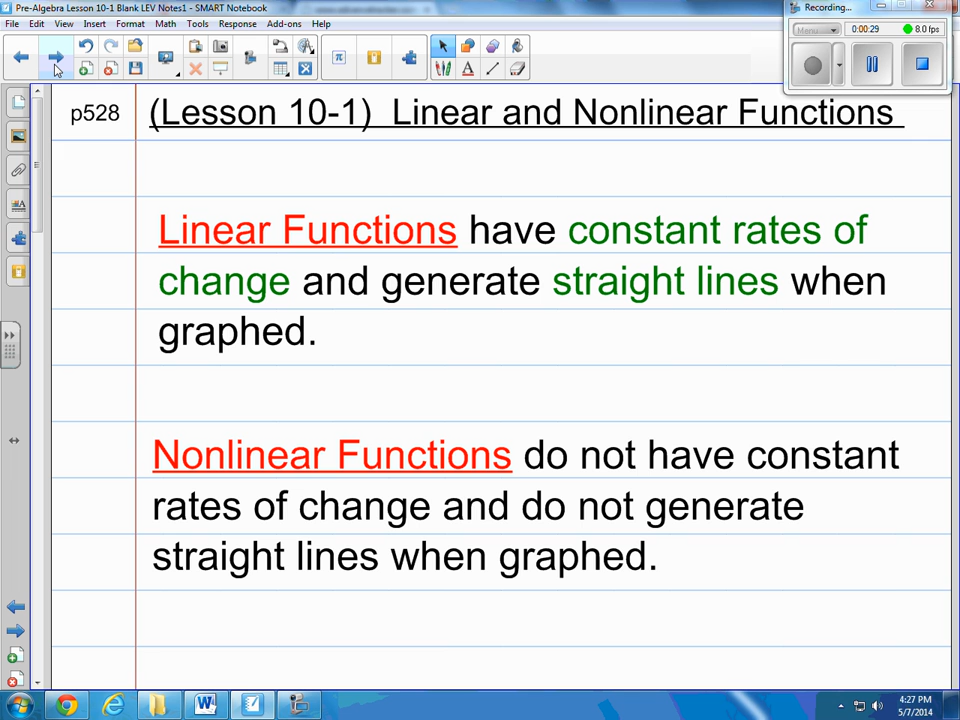 Pre-Algebra Lesson 10-1 Blank LEV Notes1 - SMART Notebook
File Edit View Insert Format Tools Response Add-ons Help
Recording...
Menu
0:00:29
8.0 fps
p528
(Lesson 10-1) Linear and Nonlinear Functions
Linear Functions have constant rates of
change and generate straight lines when
graphed.
Nonlinear Functions do not have constant
rates of change and do not generate
straight lines when graphed.
4:27 PM
5/7/2014